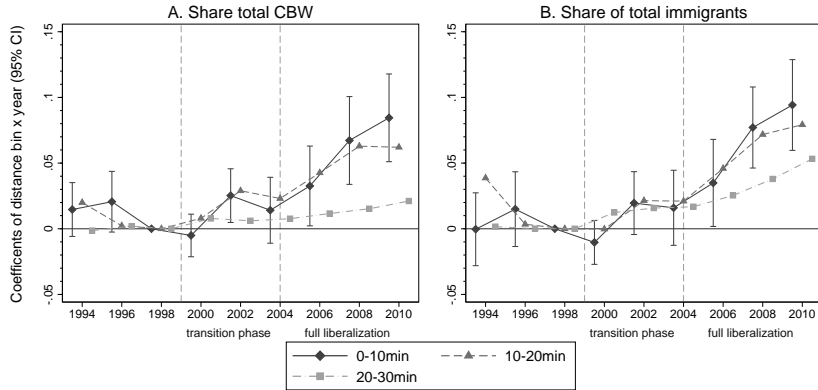 A. Share total CBW
B. Share of total immigrants
Coefficents of distance bin x year (95% CI)
.15
.1
.05
0
-.05
1994 1996 1998 2000 2002 2004 2006 2008 2010
transition phase full liberalization
.15
.1
.05
0
-.05
1994 1996 1998 2000 2002 2004 2006 2008 2010
transition phase full liberalization
0-10min 10-20min
20-30min